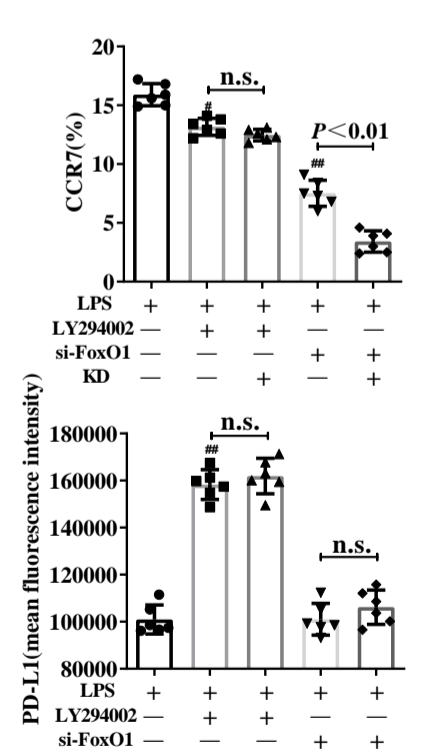 20
n.s.
#
15
P<0.01
CCR7(%)
10
##
5
0
LPS + + + + +
LY294002 — + + — —
si-FoxO1 — — — + +
KD — — + — +
PD-L1(mean fluorescence intensity)
n.s.
180000
##
160000
140000
n.s.
120000
100000
80000
LPS + + + + +
LY294002 — + + — —
si-FoxO1 — — — + +